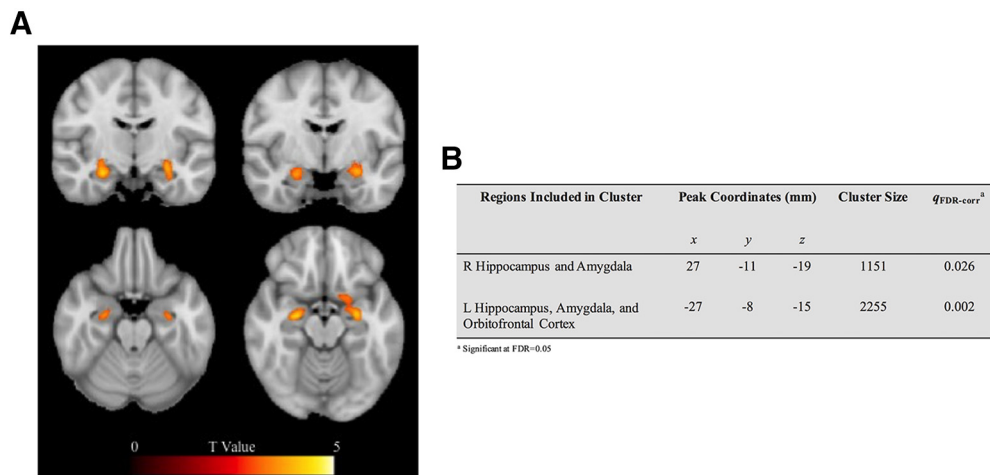 A
0 T Value 5
B
Regions Included in Cluster Peak Coordinates (mm) Cluster Size qFDR-corrᵃ
x y z
R Hippocampus and Amygdala 27 -11 -19 1151 0.026
L Hippocampus, Amygdala, and -27 -8 -15 2255 0.002
Orbitofrontal Cortex
ᵃ Significant at FDR=0.05